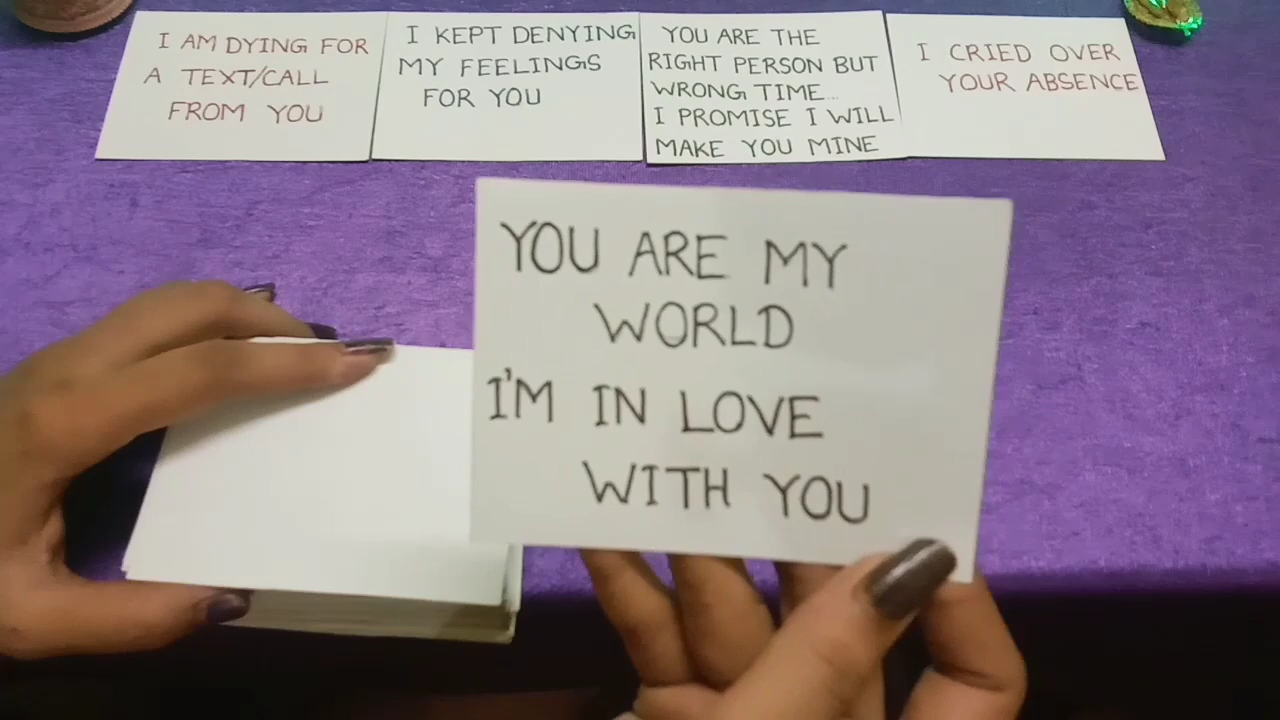 I AM DYING FOR
A TEXT/CALL
FROM YOU
I KEPT DENYING
MY FEELINGS
FOR YOU
YOU ARE THE
RIGHT PERSON BUT
WRONG TIME...
I PROMISE I WILL
MAKE YOU MINE
I CRIED OVER
YOUR ABSENCE
YOU ARE MY
WORLD
I'M IN LOVE
WITH YOU